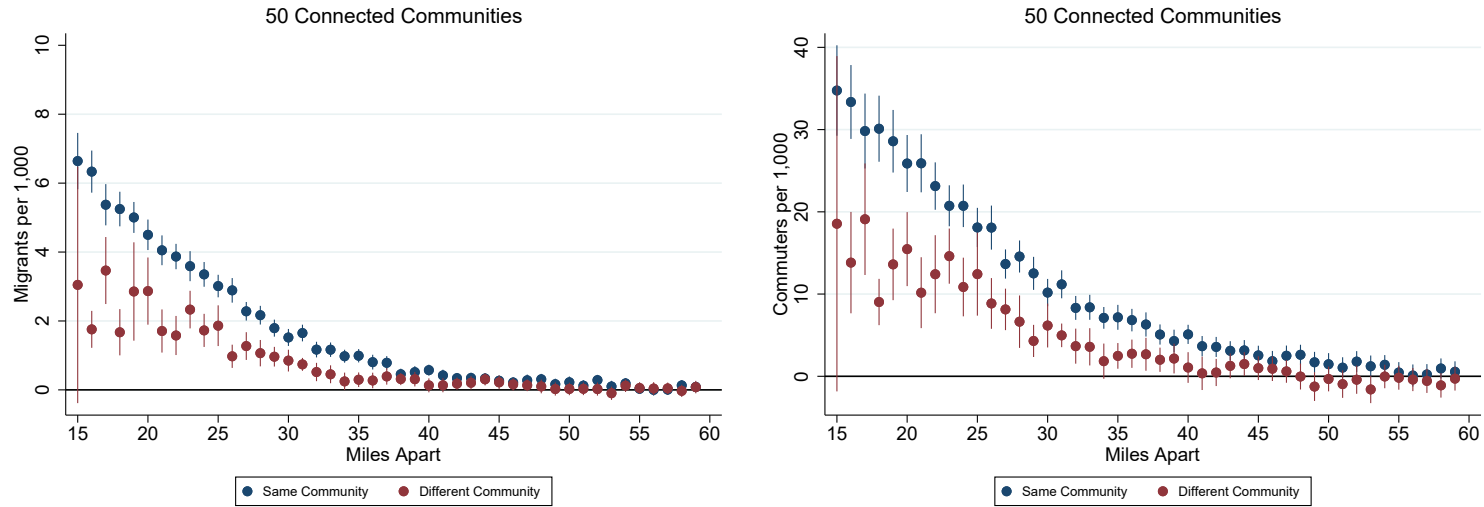 50 Connected Communities
Migrants per 1,000
10
8
6
4
2
0
15 20 25 30 35 40 45 50 55 60
Miles Apart
Same Community Different Community
50 Connected Communities
Commuters per 1,000
40
30
20
10
0
15 20 25 30 35 40 45 50 55 60
Miles Apart
Same Community Different Community